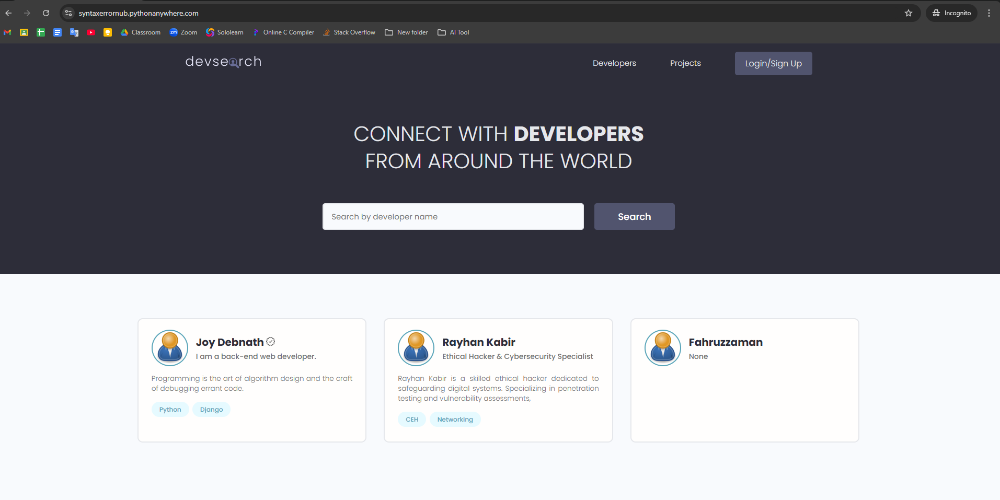 syntaxerrornub.pythonanywhere.com
Incognito
Classroom
Zoom
Sololearn
Online C Compiler
Stack Overflow
New folder
AI Tool
devsearch
Developers
Projects
Login/Sign Up
CONNECT WITH DEVELOPERS
FROM AROUND THE WORLD
Search by developer name
Search
Joy Debnath
I am a back-end web developer.
Programming is the art of algorithm design and the craft
of debugging errant code.
Python
Django
Rayhan Kabir
Ethical Hacker & Cybersecurity Specialist
Rayhan Kabir is a skilled ethical hacker dedicated to
safeguarding digital systems. Specializing in penetration
testing and vulnerability assessments,
CEH
Networking
Fahruzzaman
None